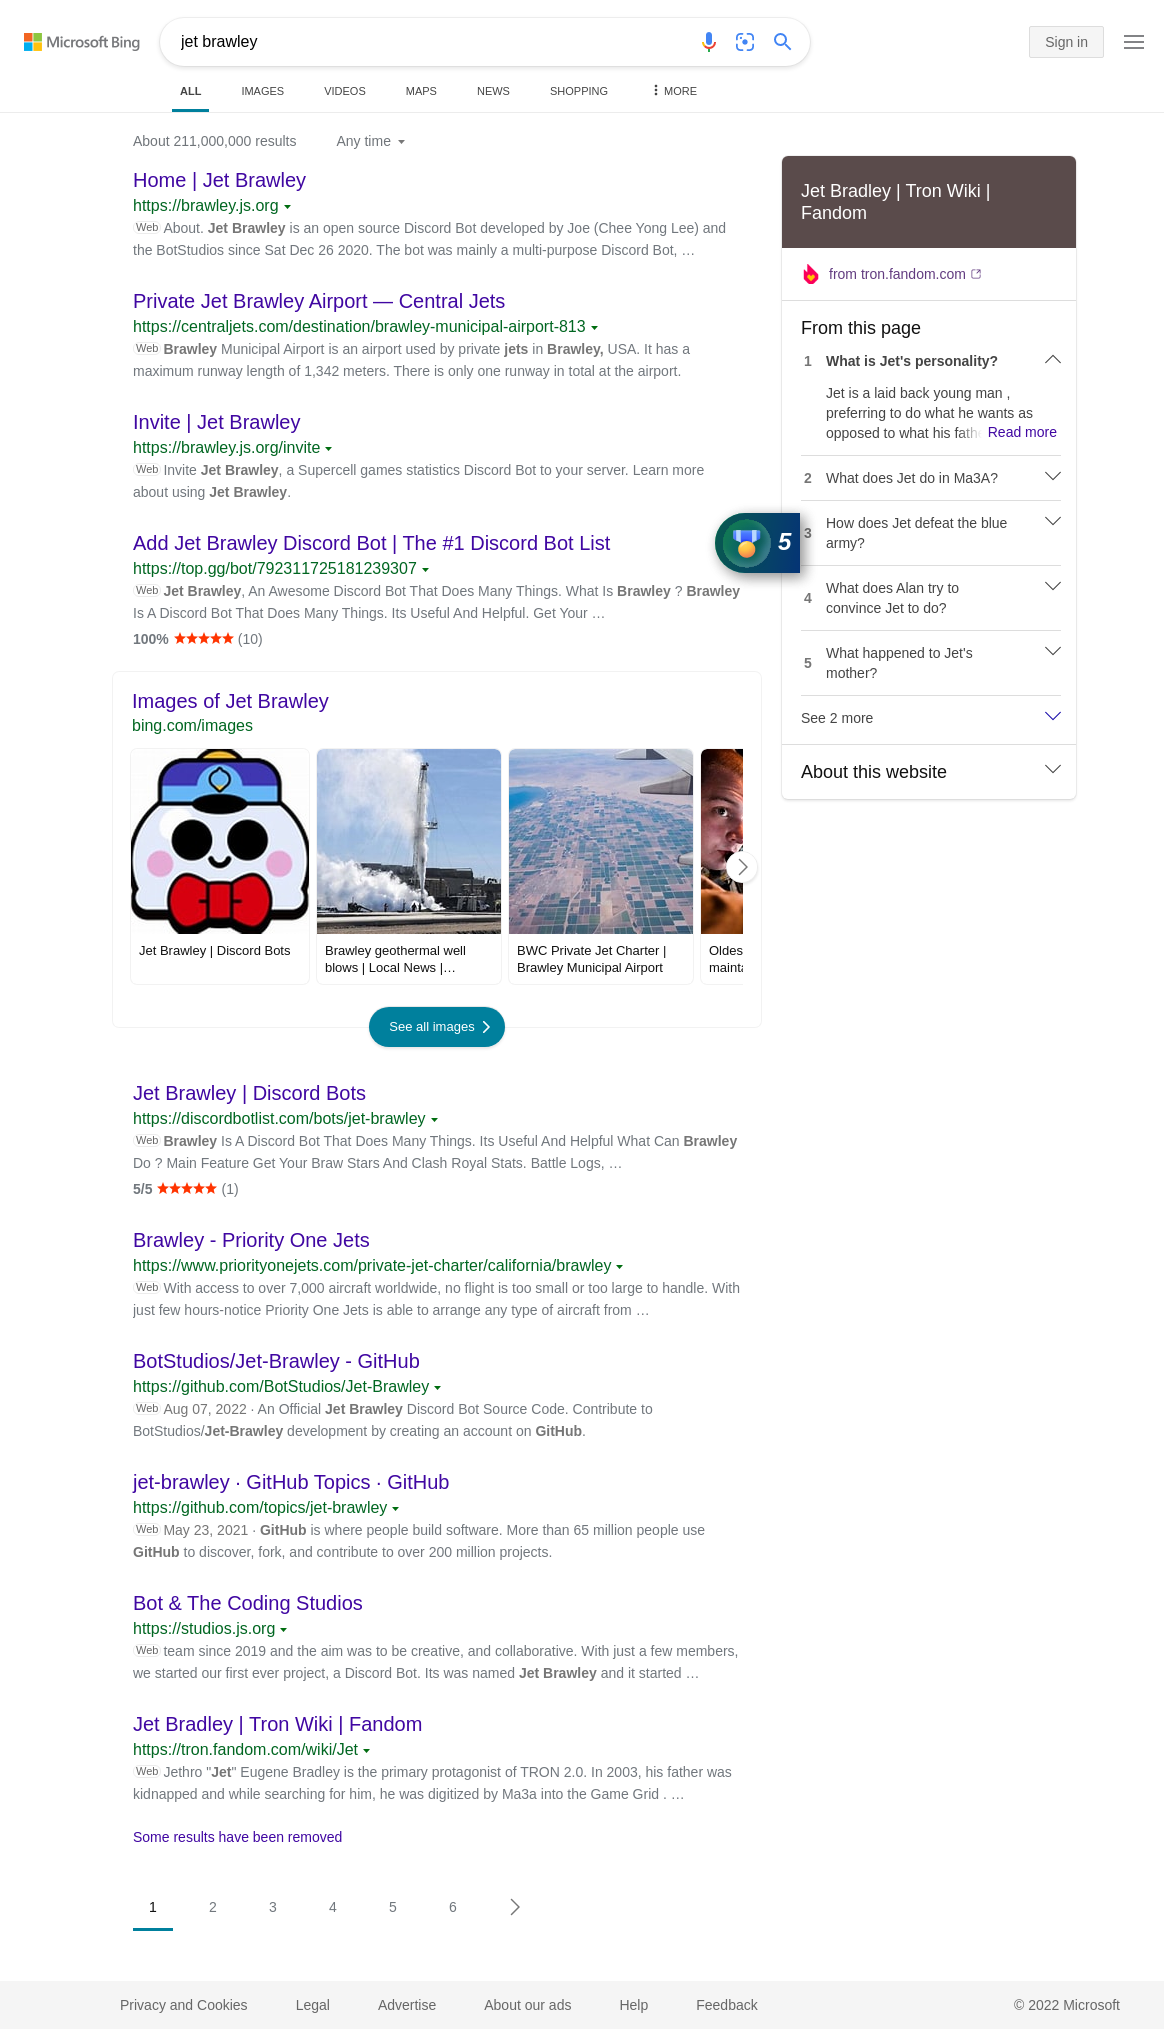 Microsoft Bing
jet brawley
Sign in
ALL
IMAGES
VIDEOS
MAPS
NEWS
SHOPPING
MORE
About 211,000,000 results
Any time
Home | Jet Brawley
https://brawley.js.org
Web About. Jet Brawley is an open source Discord Bot developed by Joe (Chee Yong Lee) and
the BotStudios since Sat Dec 26 2020. The bot was mainly a multi-purpose Discord Bot, …
Private Jet Brawley Airport — Central Jets
https://centraljets.com/destination/brawley-municipal-airport-813
Web Brawley Municipal Airport is an airport used by private jets in Brawley, USA. It has a
maximum runway length of 1,342 meters. There is only one runway in total at the airport.
Invite | Jet Brawley
https://brawley.js.org/invite
Web Invite Jet Brawley, a Supercell games statistics Discord Bot to your server. Learn more
about using Jet Brawley.
Add Jet Brawley Discord Bot | The #1 Discord Bot List
https://top.gg/bot/792311725181239307
Web Jet Brawley, An Awesome Discord Bot That Does Many Things. What Is Brawley ? Brawley
Is A Discord Bot That Does Many Things. Its Useful And Helpful. Get Your …
100% (10)
Images of Jet Brawley
bing.com/images
Jet Brawley | Discord Bots
Brawley geothermal well
blows | Local News |…
BWC Private Jet Charter |
Brawley Municipal Airport
Oldes
mainta
See all images
Jet Brawley | Discord Bots
https://discordbotlist.com/bots/jet-brawley
Web Brawley Is A Discord Bot That Does Many Things. Its Useful And Helpful What Can Brawley
Do ? Main Feature Get Your Braw Stars And Clash Royal Stats. Battle Logs, …
5/5 (1)
Brawley - Priority One Jets
https://www.priorityonejets.com/private-jet-charter/california/brawley
Web With access to over 7,000 aircraft worldwide, no flight is too small or too large to handle. With
just few hours-notice Priority One Jets is able to arrange any type of aircraft from …
BotStudios/Jet-Brawley - GitHub
https://github.com/BotStudios/Jet-Brawley
Web Aug 07, 2022 · An Official Jet Brawley Discord Bot Source Code. Contribute to
BotStudios/Jet-Brawley development by creating an account on GitHub.
jet-brawley · GitHub Topics · GitHub
https://github.com/topics/jet-brawley
Web May 23, 2021 · GitHub is where people build software. More than 65 million people use
GitHub to discover, fork, and contribute to over 200 million projects.
Bot & The Coding Studios
https://studios.js.org
Web team since 2019 and the aim was to be creative, and collaborative. With just a few members,
we started our first ever project, a Discord Bot. Its was named Jet Brawley and it started …
Jet Bradley | Tron Wiki | Fandom
https://tron.fandom.com/wiki/Jet
Web Jethro "Jet" Eugene Bradley is the primary protagonist of TRON 2.0. In 2003, his father was
kidnapped and while searching for him, he was digitized by Ma3a into the Game Grid . …
Some results have been removed
1 2 3 4 5 6
Jet Bradley | Tron Wiki |
Fandom
from tron.fandom.com
From this page
1 What is Jet's personality?
Jet is a laid back young man ,
preferring to do what he wants as
opposed to what his fathe Read more
2 What does Jet do in Ma3A?
5
3 How does Jet defeat the blue
army?
4 What does Alan try to
convince Jet to do?
5 What happened to Jet's
mother?
See 2 more
About this website
Privacy and Cookies
Legal
Advertise
About our ads
Help
Feedback
© 2022 Microsoft